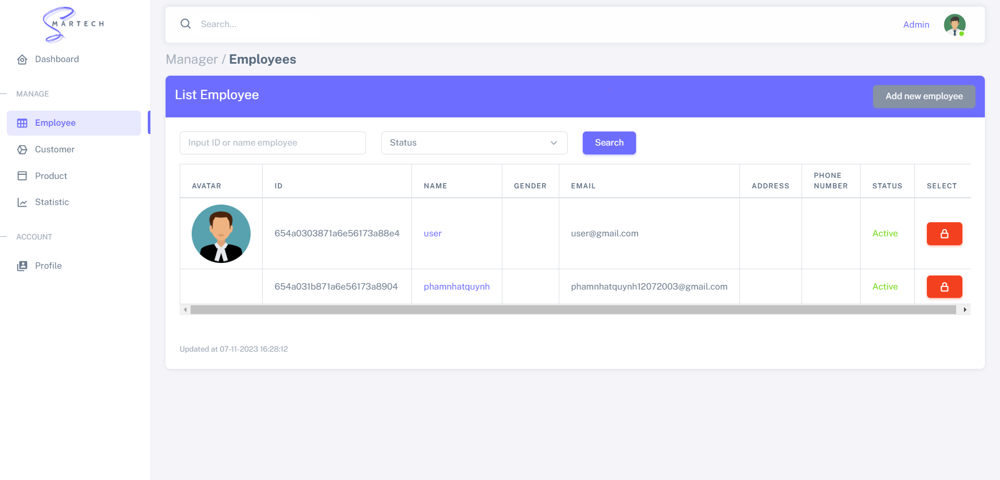 MARTECH
Search...
Admin
Dashboard
MANAGE
Employee
Customer
Product
Statistic
ACCOUNT
Profile
Manager / Employees
List Employee
Add new employee
Input ID or name employee
Status
Search
AVATAR ID NAME GENDER EMAIL ADDRESS PHONE NUMBER STATUS SELECT
654a0303871a6e56173a88e4 user user@gmail.com Active
654a031b871a6e56173a8904 phamnhatquynh phamnhatquynh12072003@gmail.com Active
Updated at 07-11-2023 16:28:12